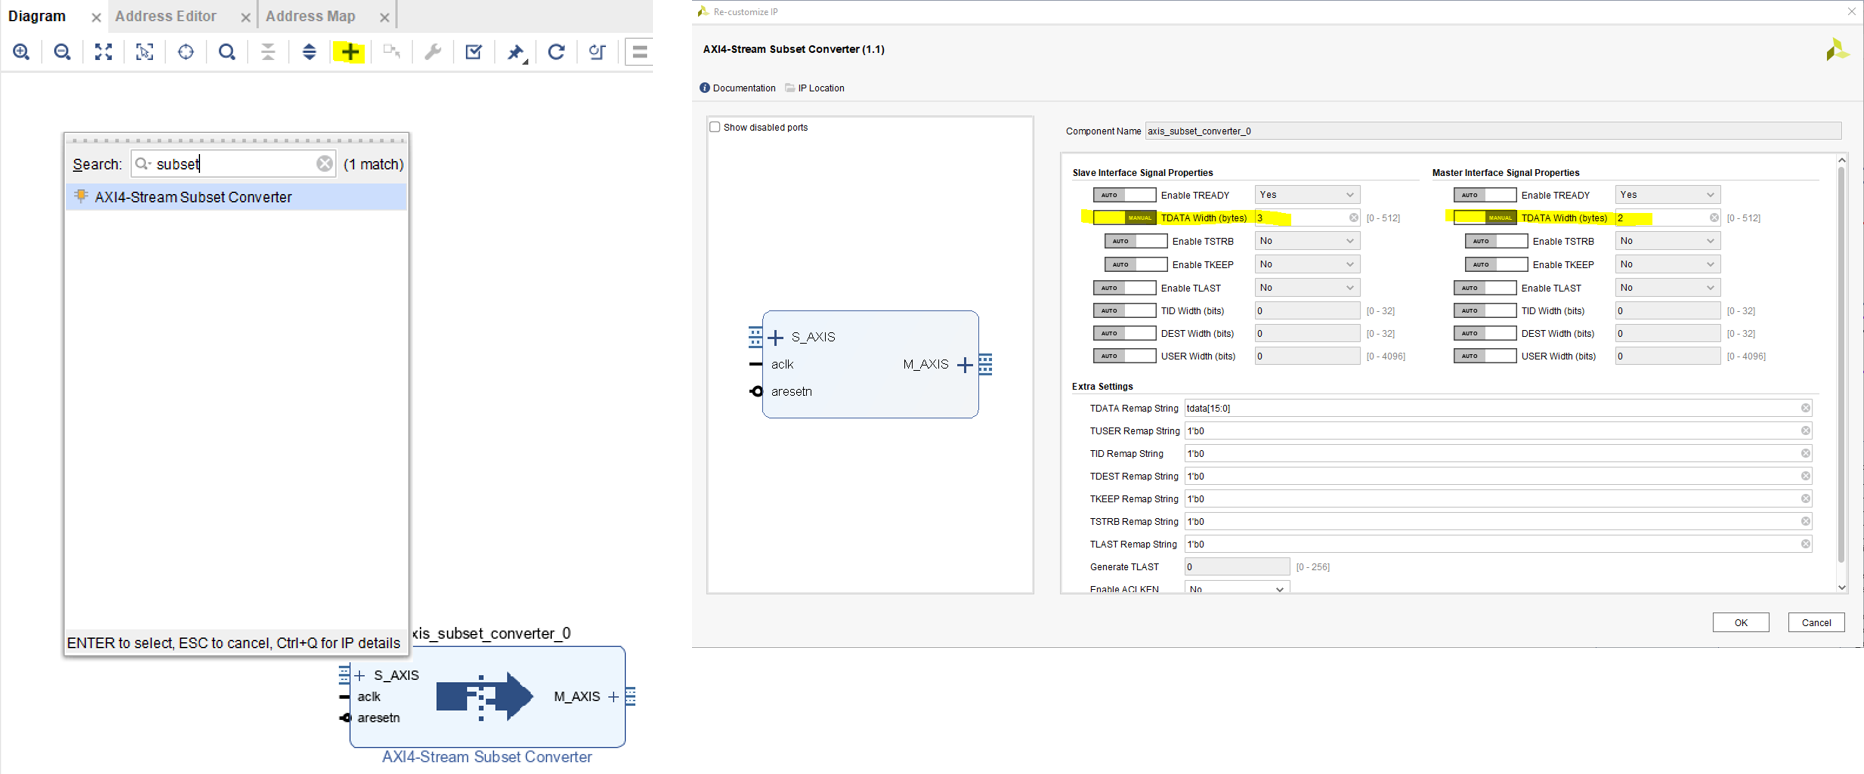 Diagram
Address Editor
Address Map
Search: subset (1 match)
AXI4-Stream Subset Converter
ENTER to select, ESC to cancel, Ctrl+Q for IP details
xis_subset_converter_0
S_AXIS
aclk
M_AXIS
aresetn
AXI4-Stream Subset Converter
Re-customize IP
AXI4-Stream Subset Converter (1.1)
Documentation IP Location
Show disabled ports
S_AXIS
aclk
M_AXIS
aresetn
Component Name axis_subset_converter_0
Slave Interface Signal Properties
AUTO Enable TREADY Yes
MANUAL TDATA Width (bytes) 3 [0 - 512]
AUTO Enable TSTRB No
AUTO Enable TKEEP No
AUTO Enable TLAST No
AUTO TID Width (bits) 0 [0 - 32]
AUTO DEST Width (bits) 0 [0 - 32]
AUTO USER Width (bits) 0 [0 - 4096]
Master Interface Signal Properties
AUTO Enable TREADY Yes
MANUAL TDATA Width (bytes) 2 [0 - 512]
AUTO Enable TSTRB No
AUTO Enable TKEEP No
AUTO Enable TLAST No
AUTO TID Width (bits) 0 [0 - 32]
AUTO DEST Width (bits) 0 [0 - 32]
AUTO USER Width (bits) 0 [0 - 4096]
Extra Settings
TDATA Remap String tdata[15:0]
TUSER Remap String 1'b0
TID Remap String 1'b0
TDEST Remap String 1'b0
TKEEP Remap String 1'b0
TSTRB Remap String 1'b0
TLAST Remap String 1'b0
Generate TLAST 0 [0 - 256]
Enable ACLKEN No
OK
Cancel